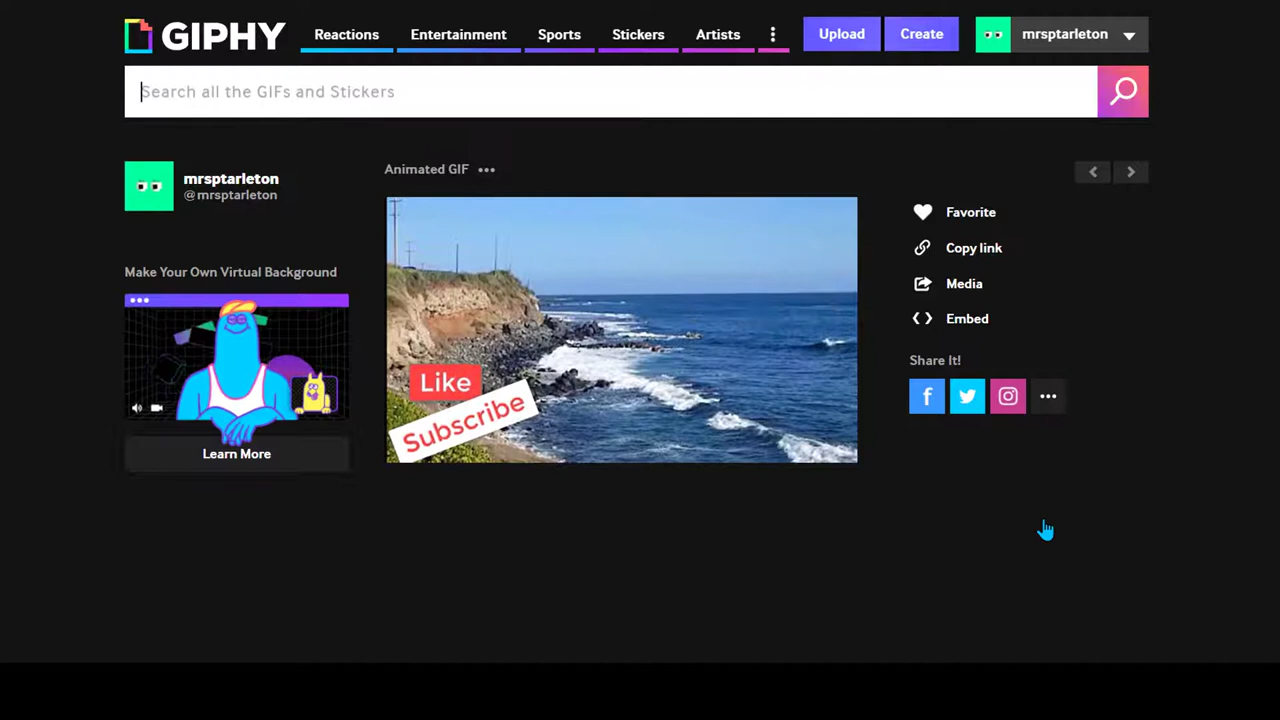 GIPHY Reactions Entertainment Sports Stickers Artists Upload Create mrsptarleton
Search all the GIFs and Stickers
mrsptarleton
@mrsptarleton
Make Your Own Virtual Background
Learn More
Animated GIF
Like
Subscribe
Favorite
Copy link
Media
Embed
Share It!